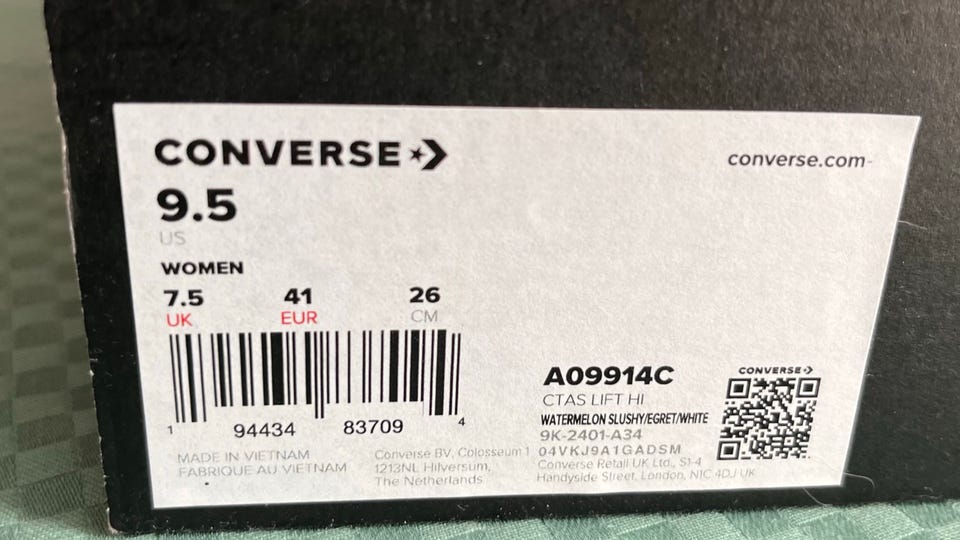 CONVERSE
converse.com
9.5
US
WOMEN
7.5 41 26
UK EUR CM
1 94434 83709 4
MADE IN VIETNAM
FABRIQUE AU VIETNAM
Converse BV, Colosseum 1
1213NL Hilversum,
The Netherlands
A09914C
CTAS LIFT HI
WATERMELON SLUSHY/EGRET/WHITE
9K-2401-A34
04VKJ9A1GADSM
Converse Retail UK Ltd., S1-4
Handyside Street, London, N1C 4DJ UK
CONVERSE